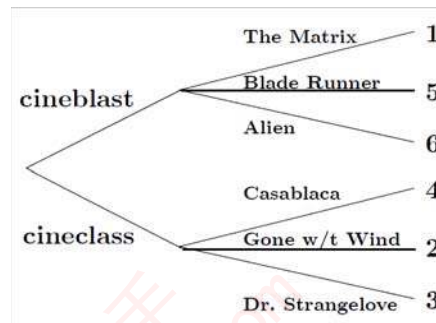 The Matrix 1
cineblast
Blade Runner 5
Alien 6
Casablaca 4
cineclass
Gone w/t Wind 2
Dr. Strangelove 3